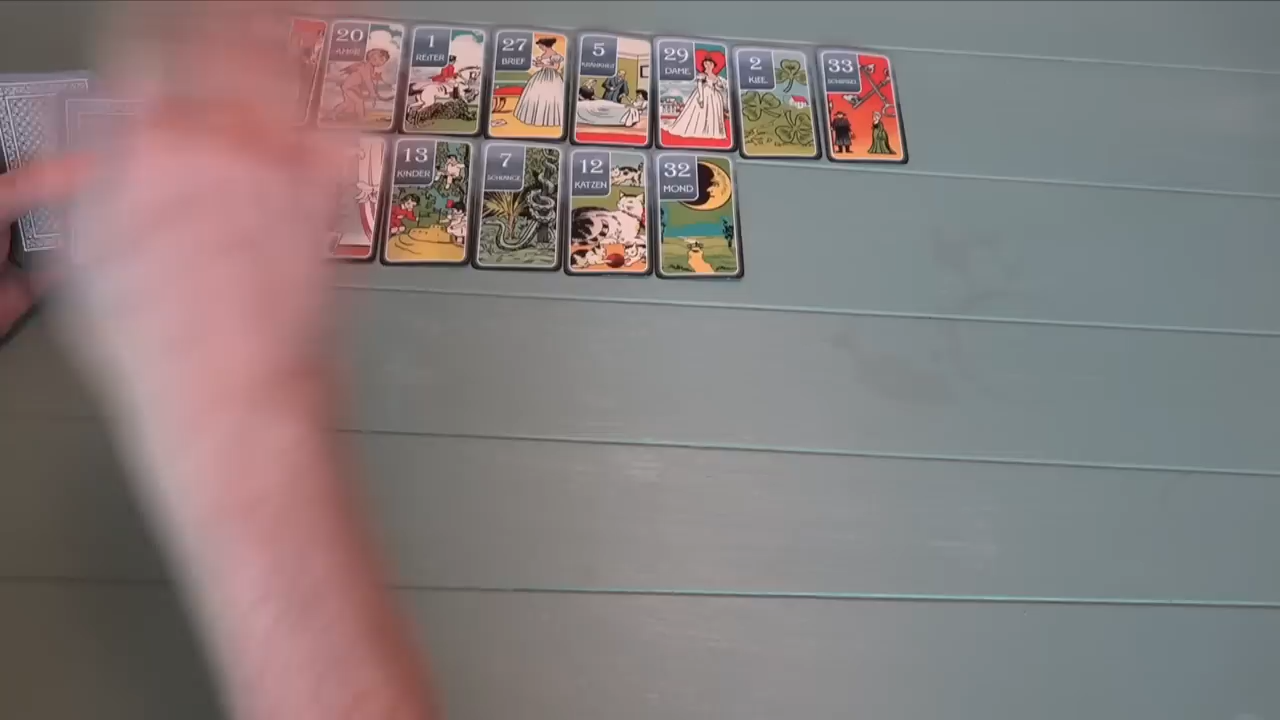 20
AMOR
1
REITER
27
BRIEF
5
KRANKHEIT
29
DAME
2
KLEE
33
SCHLÜSSEL
13
KINDER
7
SCHLANGE
12
KATZEN
32
MOND